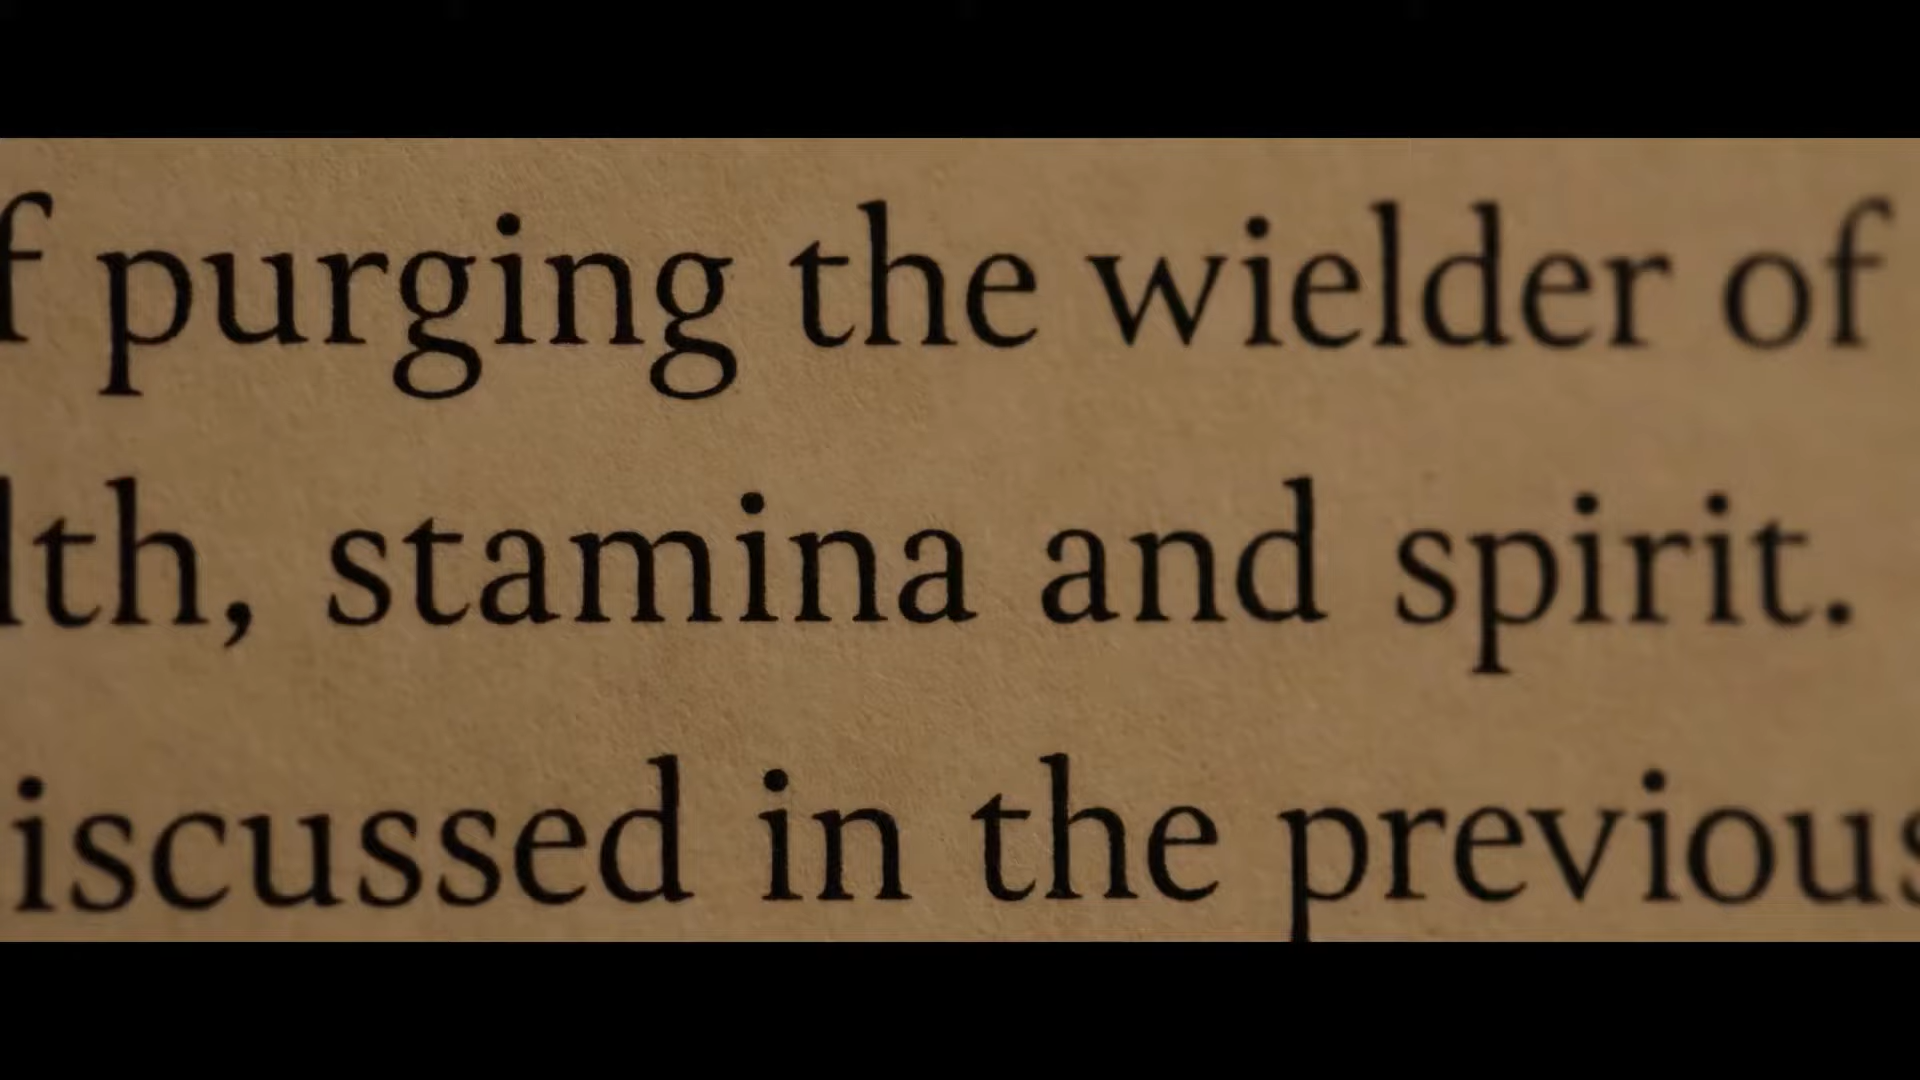 f purging the wielder of
lth, stamina and spirit.
iscussed in the previous